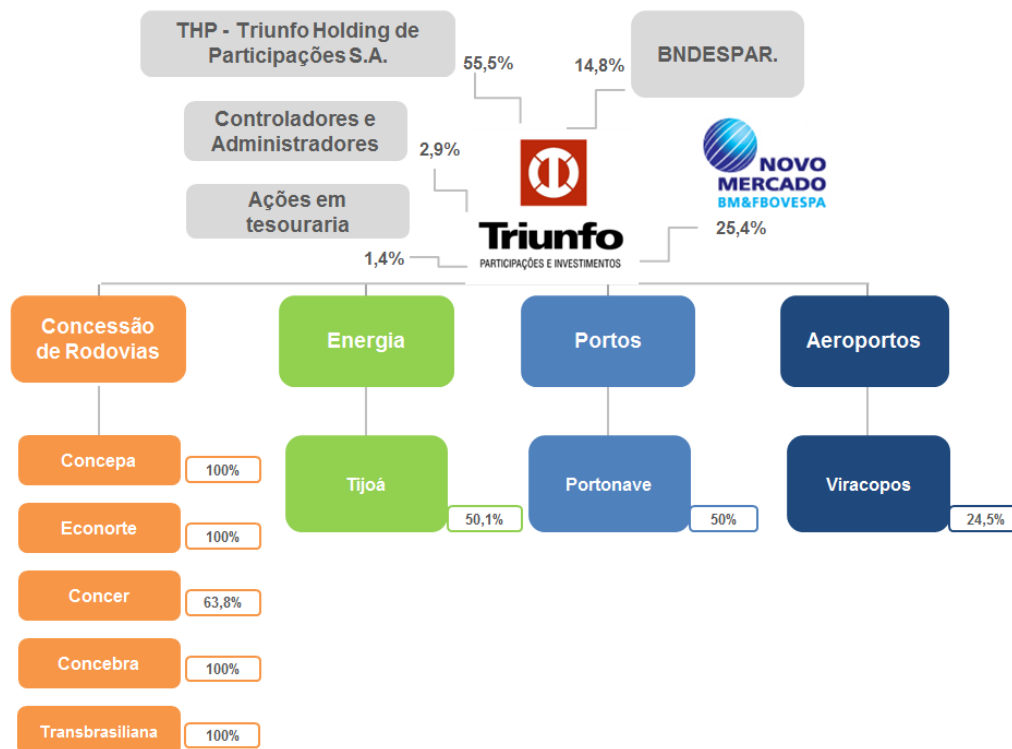 THP - Triunfo Holding de
Participações S.A.
55,5%
14,8%
BNDESPAR.
Controladores e
Administradores
2,9%
NOVO
MERCADO
BM&FBOVESPA
Ações em
tesouraria
1,4%
Triunfo
PARTICIPAÇÕES E INVESTIMENTOS
25,4%
Concessão
de Rodovias
Energia
Portos
Aeroportos
Concepa
100%
Econorte
100%
Concer
63,8%
Concebra
100%
Transbrasiliana
100%
Tijoá
50,1%
Portonave
50%
Viracopos
24,5%